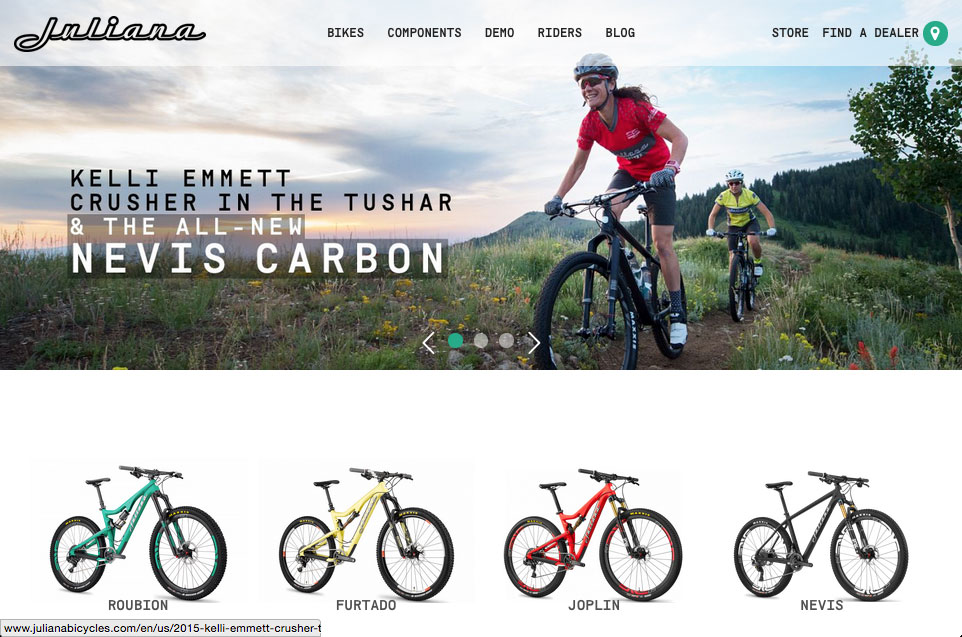 Juliana
BIKES COMPONENTS DEMO RIDERS BLOG
STORE FIND A DEALER
KELLI EMMETT
CRUSHER IN THE TUSHAR
& THE ALL-NEW
NEVIS CARBON
MAXXIS
ROUBION
FURTADO
JOPLIN
NEVIS
www.julianabicycles.com/en/us/2015-kelli-emmett-crusher-t